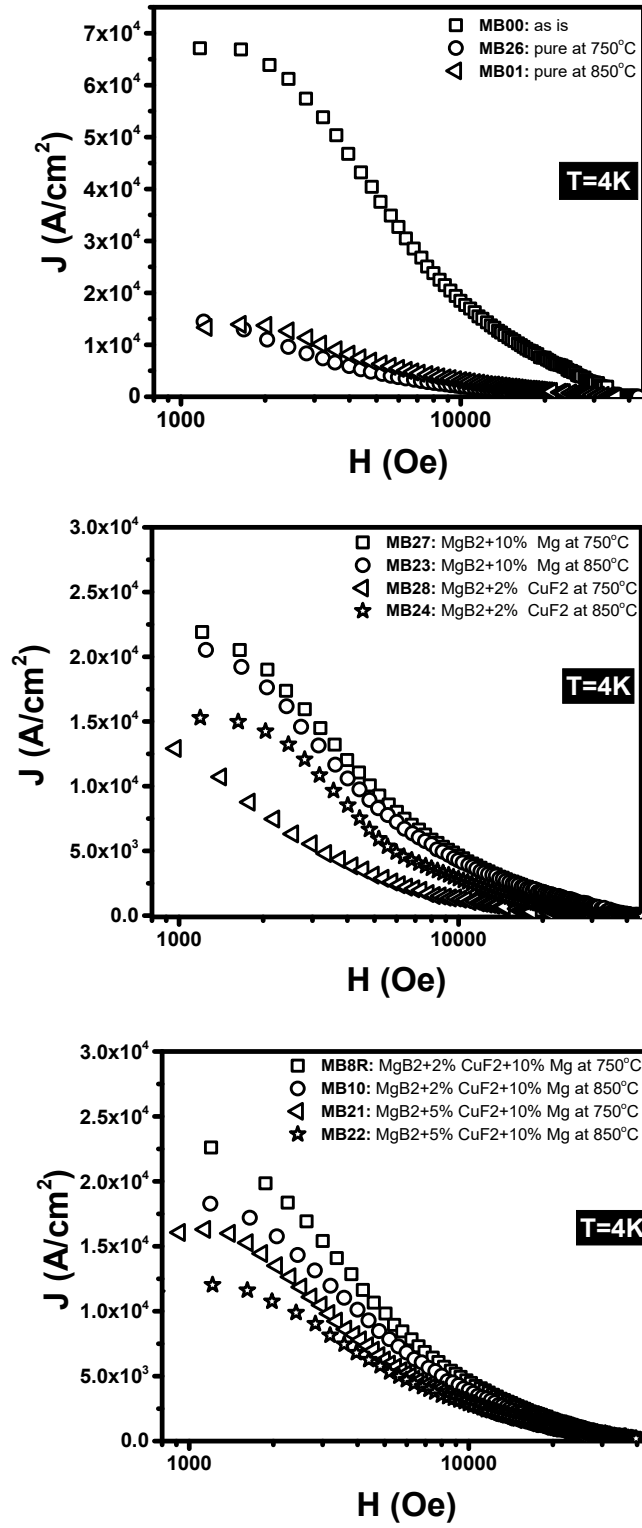 7x10⁴
6x10⁴
5x10⁴
4x10⁴
3x10⁴
2x10⁴
1x10⁴
0
J (A/cm²)
MB00: as is
MB26: pure at 750°C
MB01: pure at 850°C
T=4K
1000
10000
H (Oe)
3.0x10⁴
2.5x10⁴
2.0x10⁴
1.5x10⁴
1.0x10⁴
5.0x10³
0.0
J (A/cm²)
MB27: MgB2+10% Mg at 750°C
MB23: MgB2+10% Mg at 850°C
MB28: MgB2+2% CuF2 at 750°C
MB24: MgB2+2% CuF2 at 850°C
T=4K
1000
10000
H (Oe)
3.0x10⁴
2.5x10⁴
2.0x10⁴
1.5x10⁴
1.0x10⁴
5.0x10³
0.0
J (A/cm²)
MB8R: MgB2+2% CuF2+10% Mg at 750°C
MB10: MgB2+2% CuF2+10% Mg at 850°C
MB21: MgB2+5% CuF2+10% Mg at 750°C
MB22: MgB2+5% CuF2+10% Mg at 850°C
T=4K
1000
10000
H (Oe)